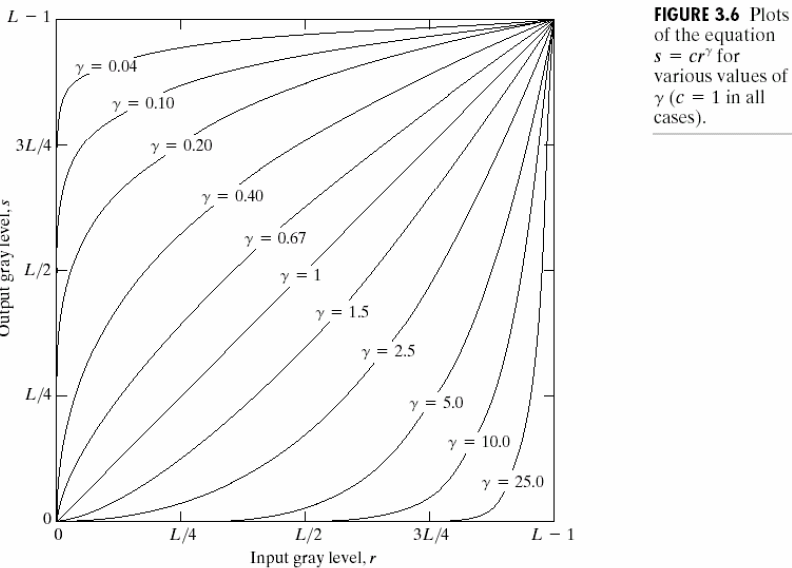 L − 1
γ = 0.04
γ = 0.10
3L/4
γ = 0.20
γ = 0.40
γ = 0.67
Output gray level, s
L/2
γ = 1
γ = 1.5
γ = 2.5
L/4
γ = 5.0
γ = 10.0
γ = 25.0
0
0
L/4
L/2
3L/4
L − 1
Input gray level, r
FIGURE 3.6 Plots
of the equation
s = crᵞ for
various values of
γ (c = 1 in all
cases).